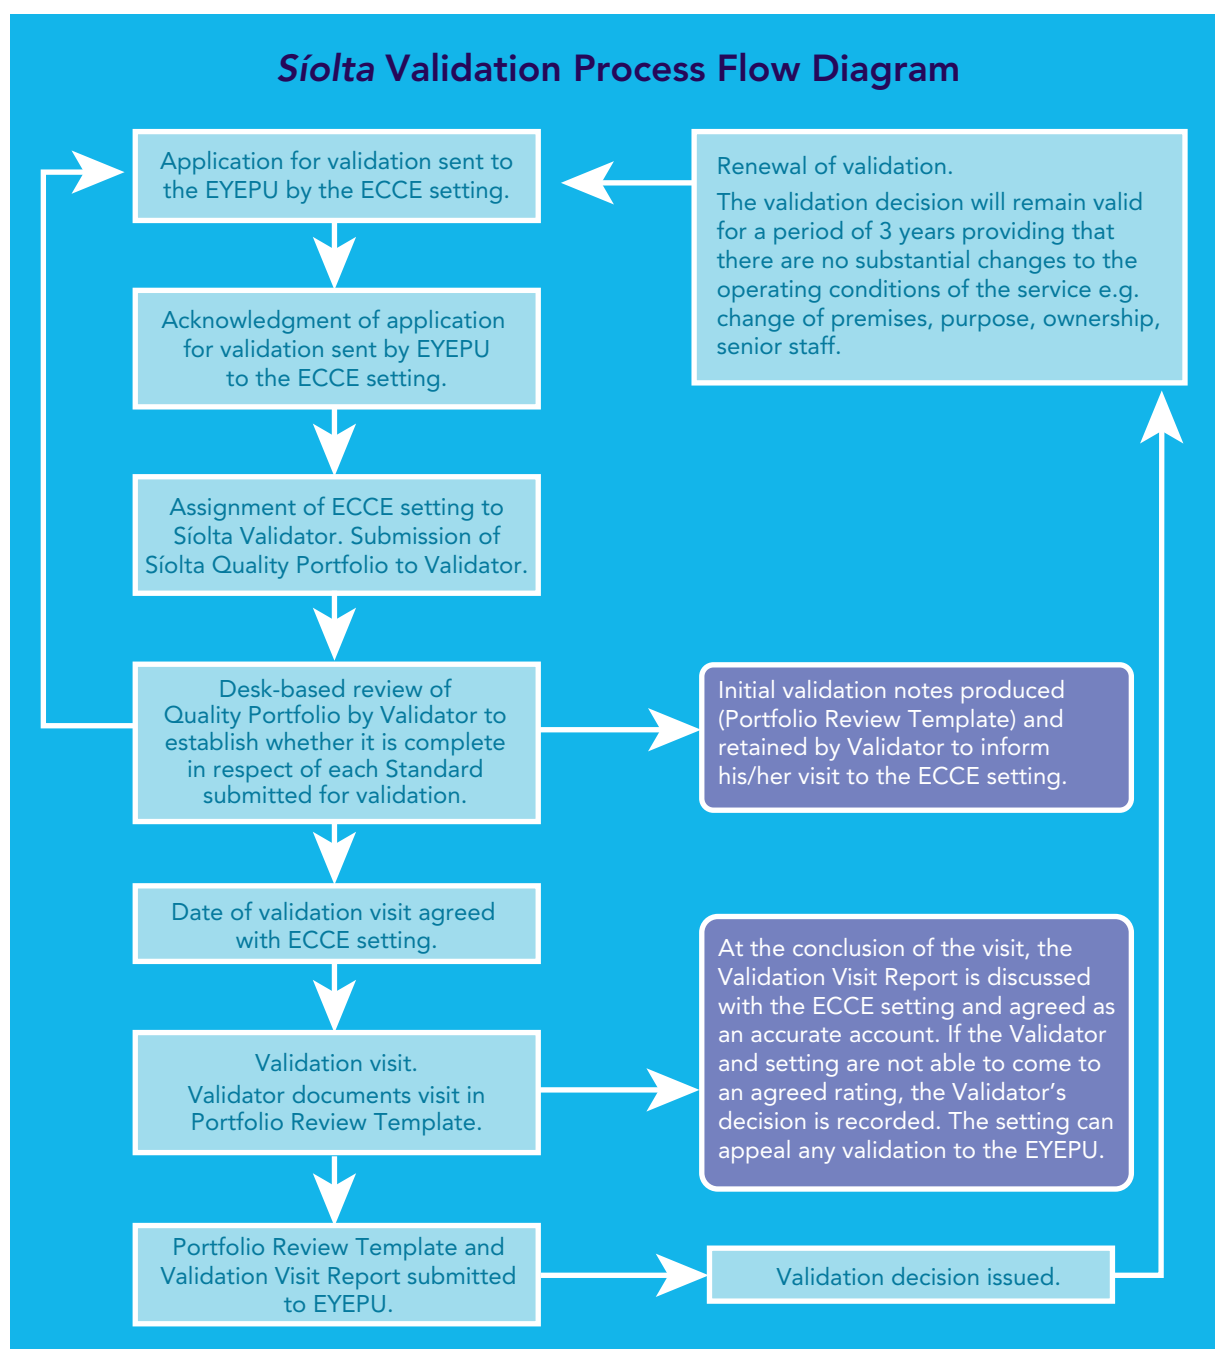 Síolta Validation Process Flow Diagram
Application for validation sent to
the EYEPU by the ECCE setting.
Renewal of validation.
The validation decision will remain valid
for a period of 3 years providing that
there are no substantial changes to the
operating conditions of the service e.g.
change of premises, purpose, ownership,
senior staff.
Acknowledgment of application
for validation sent by EYEPU
to the ECCE setting.
Assignment of ECCE setting to
Síolta Validator. Submission of
Síolta Quality Portfolio to Validator.
Desk-based review of
Quality Portfolio by Validator to
establish whether it is complete
in respect of each Standard
submitted for validation.
Initial validation notes produced
(Portfolio Review Template) and
retained by Validator to inform
his/her visit to the ECCE setting.
Date of validation visit agreed
with ECCE setting.
Validation visit.
Validator documents visit in
Portfolio Review Template.
At the conclusion of the visit, the
Validation Visit Report is discussed
with the ECCE setting and agreed as
an accurate account. If the Validator
and setting are not able to come to
an agreed rating, the Validator’s
decision is recorded. The setting can
appeal any validation to the EYEPU.
Portfolio Review Template and
Validation Visit Report submitted
to EYEPU.
Validation decision issued.